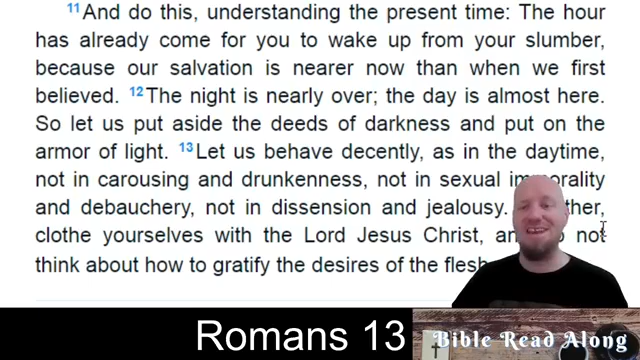 11 And do this, understanding the present time: The hour
has already come for you to wake up from your slumber,
because our salvation is nearer now than when we first
believed. 12 The night is nearly over; the day is almost here.
So let us put aside the deeds of darkness and put on the
armor of light. 13 Let us behave decently, as in the daytime,
not in carousing and drunkenness, not in sexual
and debauchery, not in dissension and jealousy.
clothe yourselves with the Lord Jesus Christ, not
think about how to gratify the desires of the flesh
Romans 13
Bible Read Along